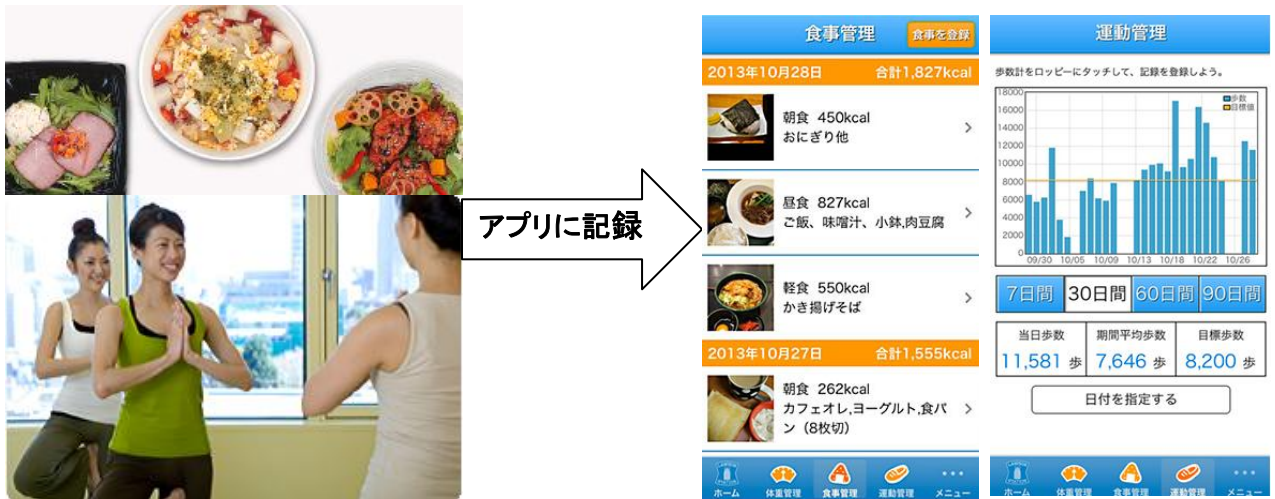 アプリに記録
食事管理
食事を登録
2013年10月28日 合計1,827kcal
朝食 450kcal
おにぎり他
昼食 827kcal
ご飯、味噌汁、小鉢,肉豆腐
軽食 550kcal
かき揚げそば
2013年10月27日 合計1,555kcal
朝食 262kcal
カフェオレ,ヨーグルト,食パ
ン（8枚切）
ホーム 体重管理 食事管理 運動管理 メニュー
運動管理
歩数計をロッピーにタッチして、記録を登録しよう。
歩数
目標値
18000
16000
14000
12000
10000
8000
6000
4000
2000
0
09/30 10/05 10/09 10/13 10/18 10/22 10/26
7日間 30日間 60日間 90日間
当日歩数 期間平均歩数 目標歩数
11,581 歩 7,646 歩 8,200 歩
日付を指定する
ホーム 体重管理 食事管理 運動管理 メニュー